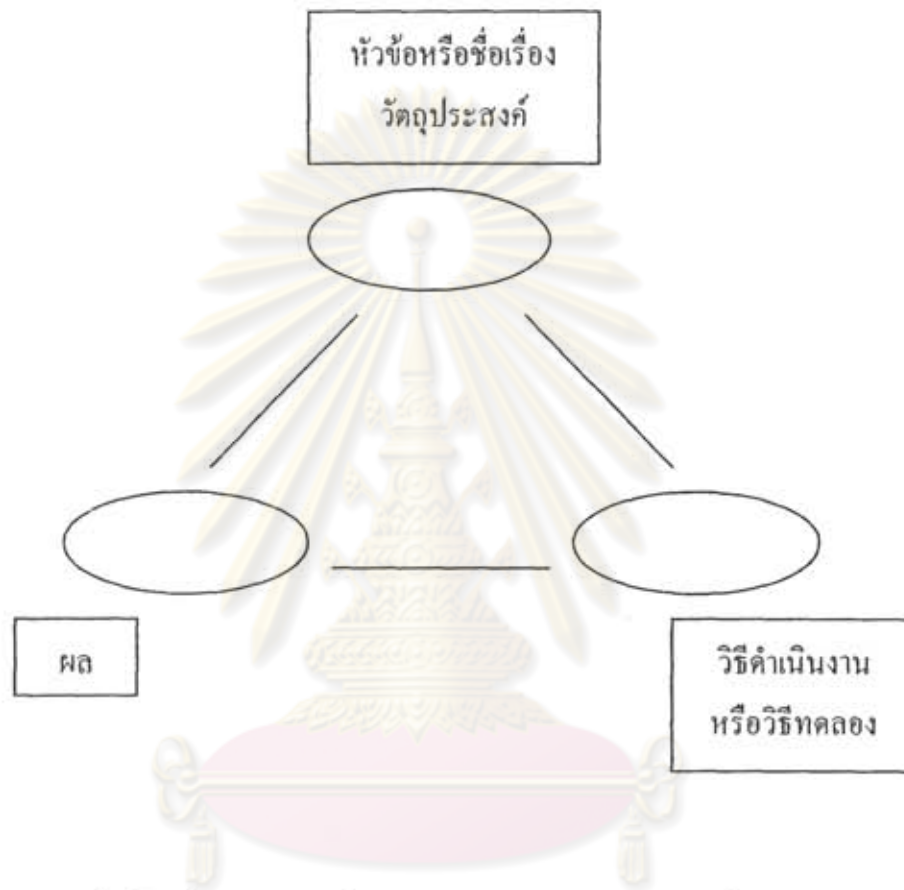 หัวข้อหรือชื่อเรื่อง
วัตถุประสงค์
ผล
วิธีดำเนินงาน
หรือวิธีทดลอง